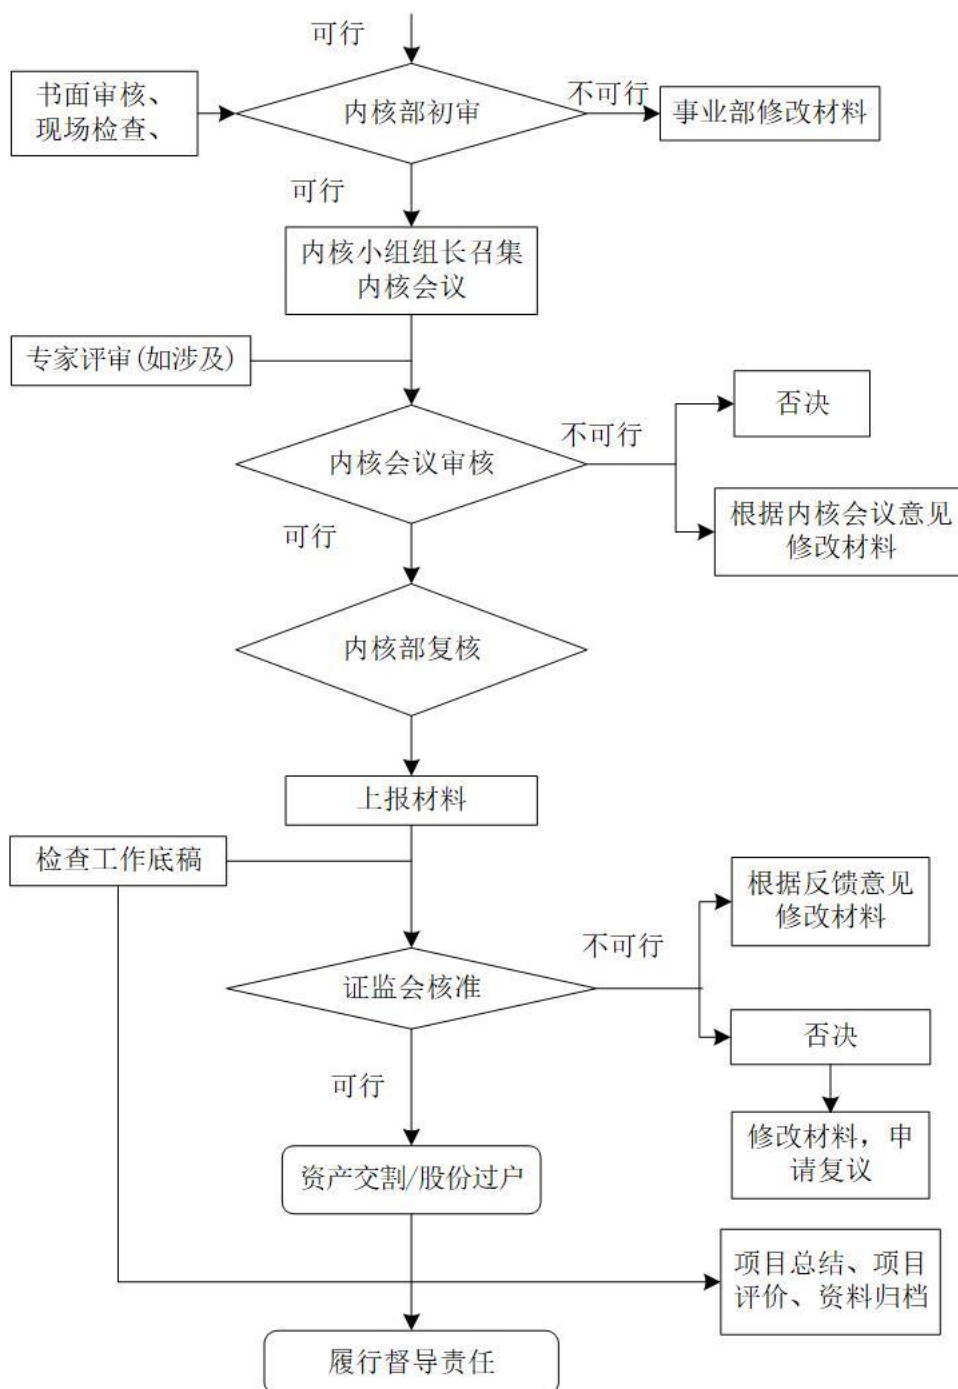 可行
书面审核、
现场检查、
内核部初审
不可行
事业部修改材料
可行
内核小组组长召集
内核会议
专家评审(如涉及)
否决
不可行
内核会议审核
根据内核会议意见
修改材料
可行
内核部复核
上报材料
检查工作底稿
根据反馈意见
修改材料
不可行
证监会核准
否决
可行
修改材料，申
请复议
资产交割/股份过户
项目总结、项目
评价、资料归档
履行督导责任